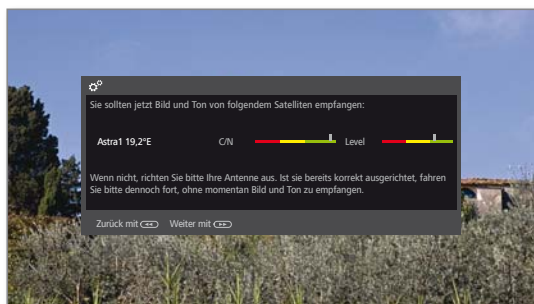 Sie sollten jetzt Bild und Ton von folgendem Satelliten empfangen:
Astra1 19,2°E C/N Level
Wenn nicht, richten Sie bitte Ihre Antenne aus. Ist sie bereits korrekt ausgerichtet, fahren
Sie bitte dennoch fort, ohne momentan Bild und Ton zu empfangen.
Zurück mit Weiter mit